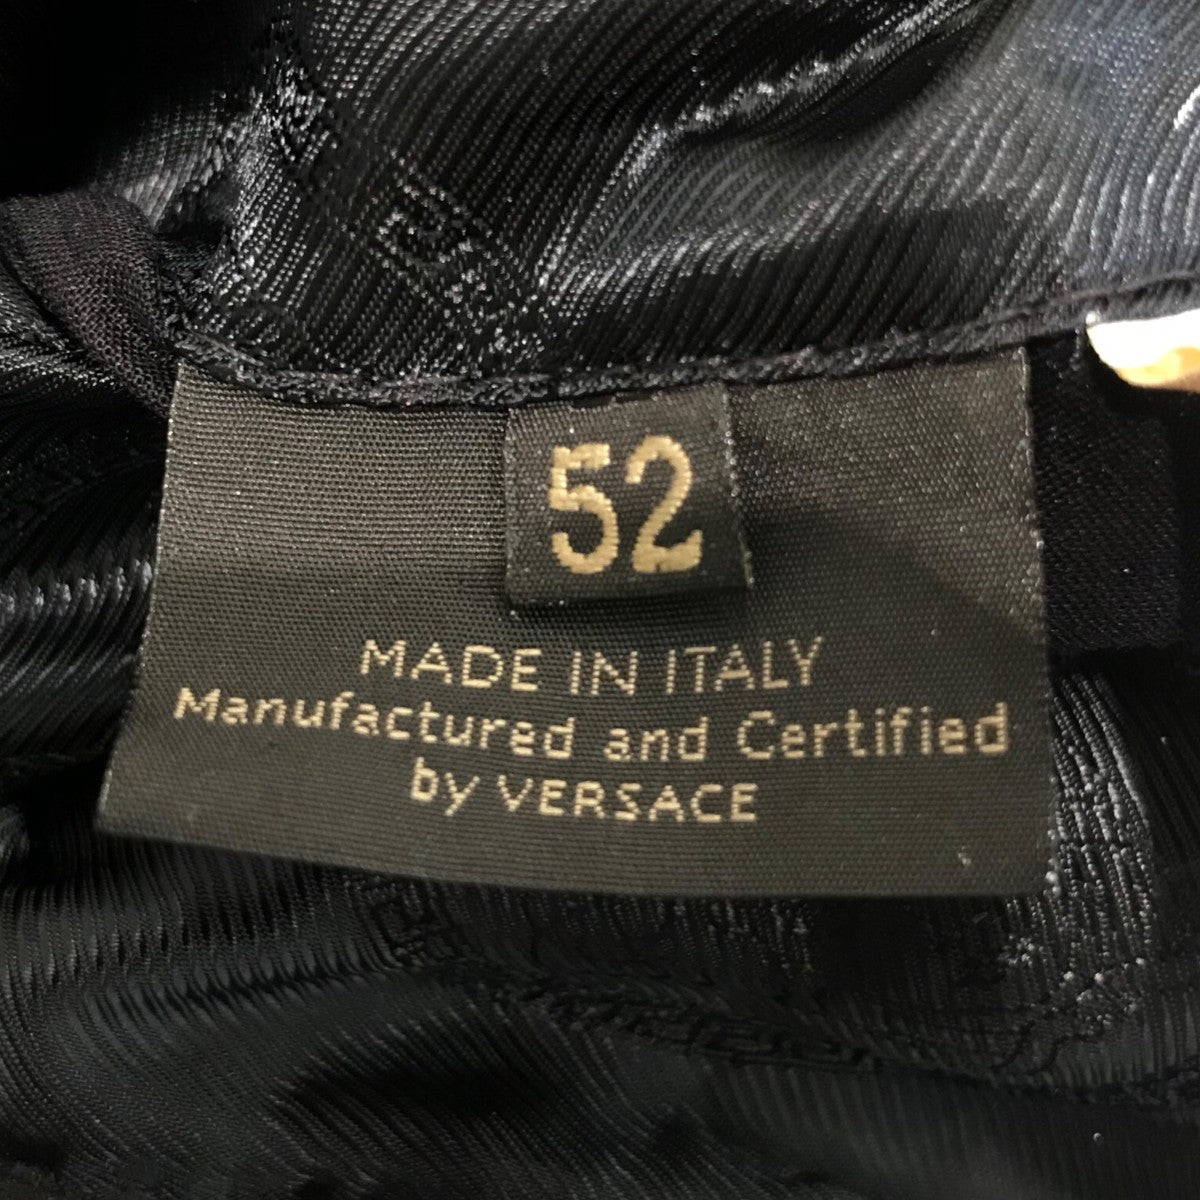 52
MADE IN ITALY
Manufactured and Certified
by VERSACE